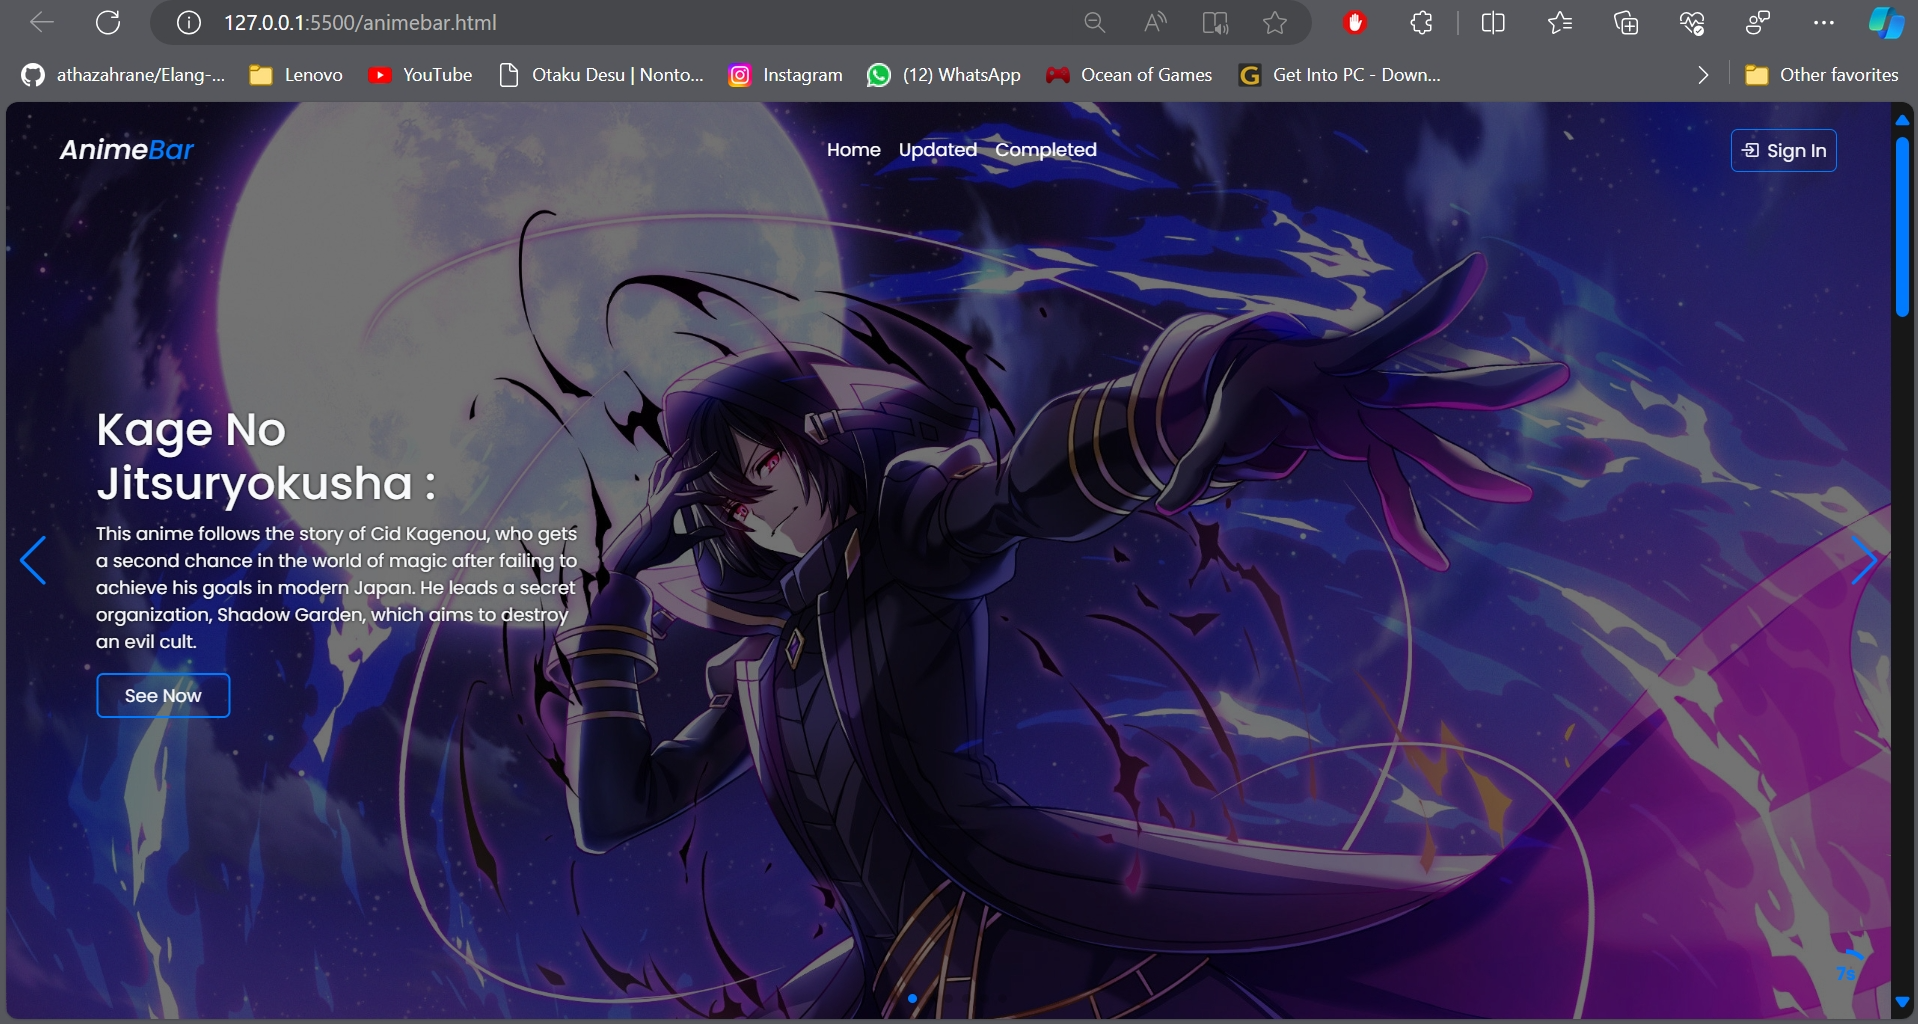 127.0.0.1:5500/animebar.html
athazahrane/Elang-... Lenovo YouTube Otaku Desu | Nonto... Instagram (12) WhatsApp Ocean of Games Get Into PC - Down... Other favorites
AnimeBar Home Updated Completed Sign In
Kage No
Jitsuryokusha :
This anime follows the story of Cid Kagenou, who gets
a second chance in the world of magic after failing to
achieve his goals in modern Japan. He leads a secret
organization, Shadow Garden, which aims to destroy
an evil cult.
See Now
7s